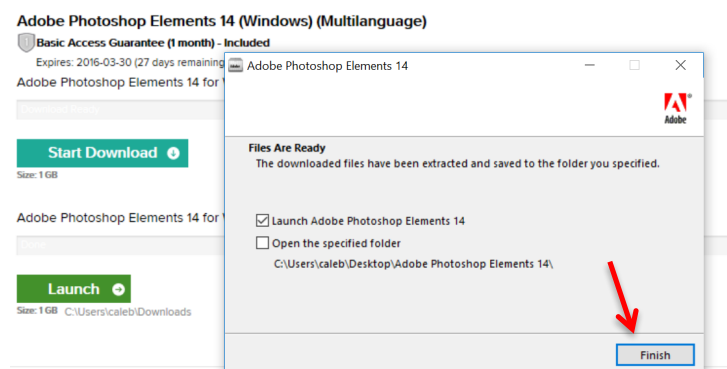 Adobe Photoshop Elements 14 (Windows) (Multilanguage)
Basic Access Guarantee (1 month) - Included
Expires: 2016-03-30 (27 days remaining
Adobe Photoshop Elements 14 for
Download Ready
Start Download
Size: 1 GB
Adobe Photoshop Elements 14 for
Done
Launch
Size: 1 GB C:\Users\caleb\Downloads
Adobe Photoshop Elements 14
Adobe
Files Are Ready
The downloaded files have been extracted and saved to the folder you specified.
Launch Adobe Photoshop Elements 14
Open the specified folder
C:\Users\caleb\Desktop\Adobe Photoshop Elements 14\
Finish